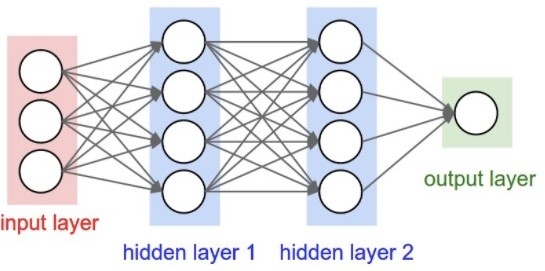 input layer
hidden layer 1
hidden layer 2
output layer